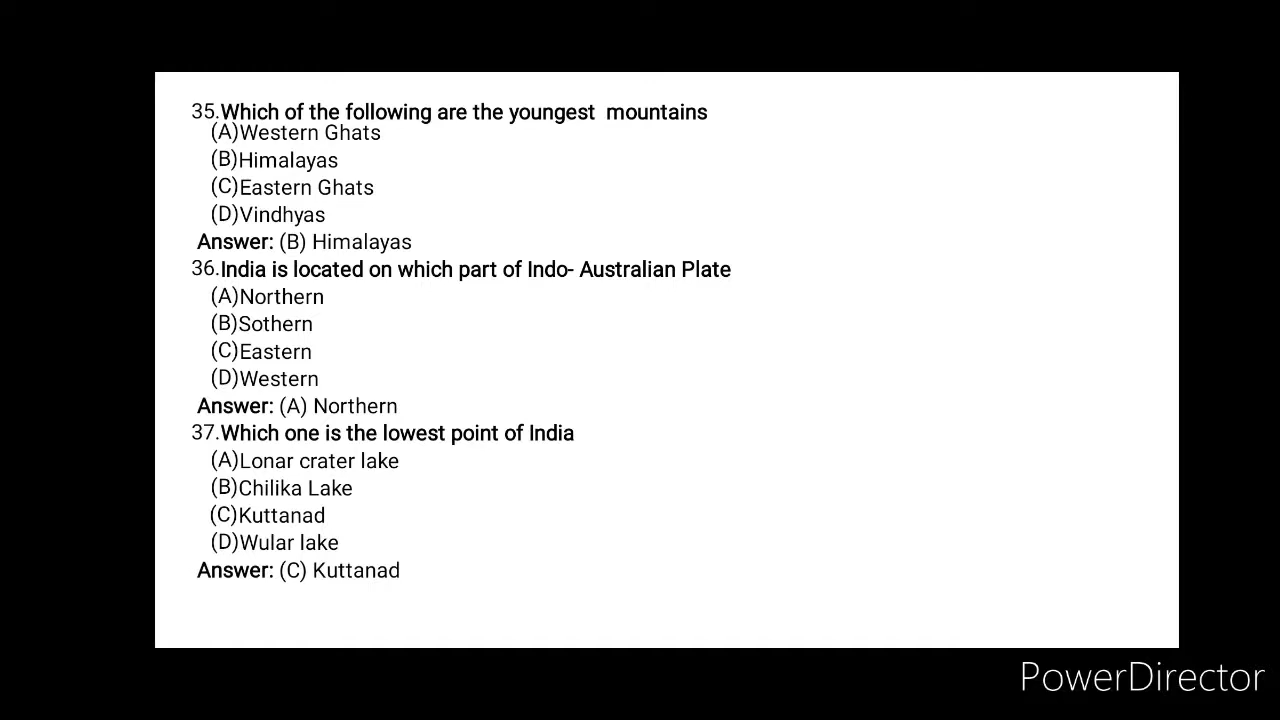 35.Which of the following are the youngest  mountains
(A)Western Ghats
(B)Himalayas
(C)Eastern Ghats
(D)Vindhyas
Answer: (B) Himalayas
36.India is located on which part of Indo- Australian Plate
(A)Northern
(B)Sothern
(C)Eastern
(D)Western
Answer: (A) Northern
37.Which one is the lowest point of India
(A)Lonar crater lake
(B)Chilika Lake
(C)Kuttanad
(D)Wular lake
Answer: (C) Kuttanad
PowerDirector